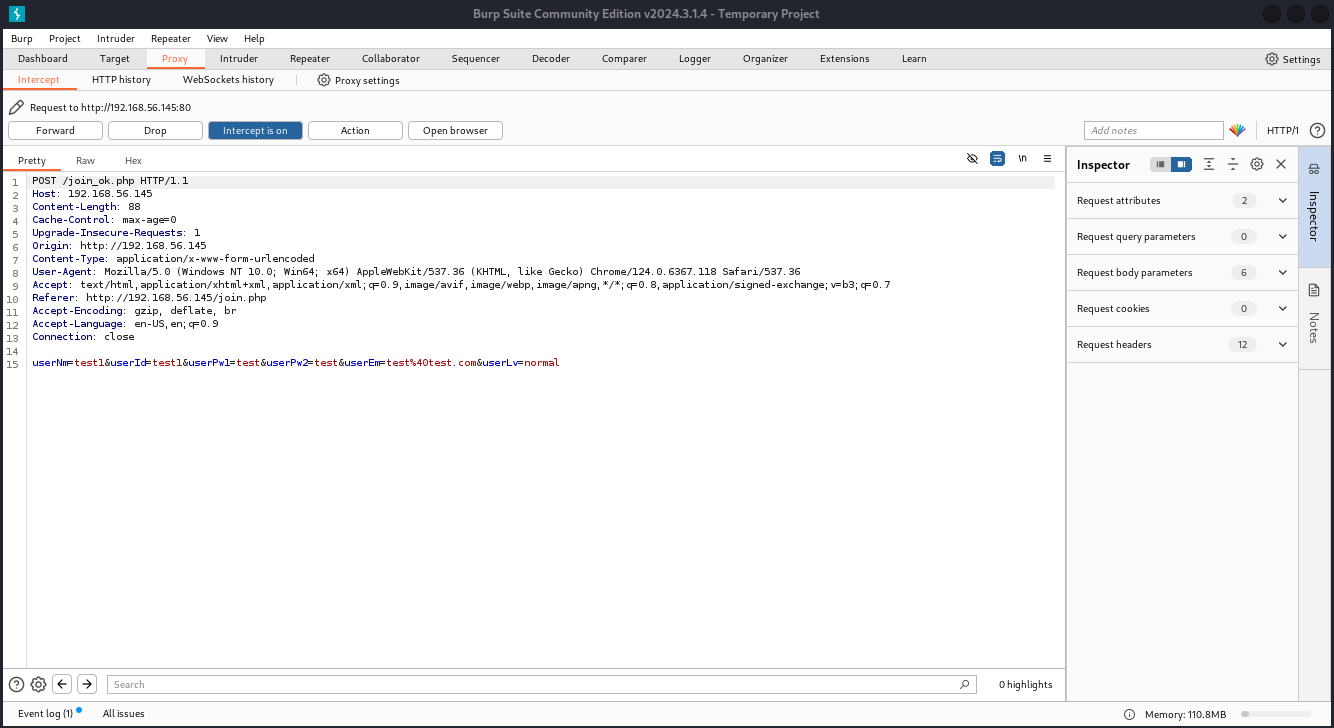 Burp Suite Community Edition v2024.3.1.4 - Temporary Project
Burp Project Intruder Repeater View Help
Dashboard Target Proxy Intruder Repeater Collaborator Sequencer Decoder Comparer Logger Organizer Extensions Learn Settings
Intercept HTTP history WebSockets history Proxy settings
Request to http://192.168.56.145:80
Forward Drop Intercept is on Action Open browser Add notes HTTP/1 ?
Pretty Raw Hex \n
1 POST /join_ok.php HTTP/1.1
2 Host: 192.168.56.145
3 Content-Length: 88
4 Cache-Control: max-age=0
5 Upgrade-Insecure-Requests: 1
6 Origin: http://192.168.56.145
7 Content-Type: application/x-www-form-urlencoded
8 User-Agent: Mozilla/5.0 (Windows NT 10.0; Win64; x64) AppleWebKit/537.36 (KHTML, like Gecko) Chrome/124.0.6367.118 Safari/537.36
9 Accept: text/html,application/xhtml+xml,application/xml;q=0.9,image/avif,image/webp,image/apng,*/*;q=0.8,application/signed-exchange;v=b3;q=0.7
10 Referer: http://192.168.56.145/join.php
11 Accept-Encoding: gzip, deflate, br
12 Accept-Language: en-US,en;q=0.9
13 Connection: close
14
15 userNm=test1&userId=test1&userPw1=test&userPw2=test&userEm=test%40test.com&userLv=normal
Inspector
Request attributes 2
Request query parameters 0
Request body parameters 6
Request cookies 0
Request headers 12
Inspector
Notes
? Search 0 highlights
Event log (1) All issues Memory: 110.8MB